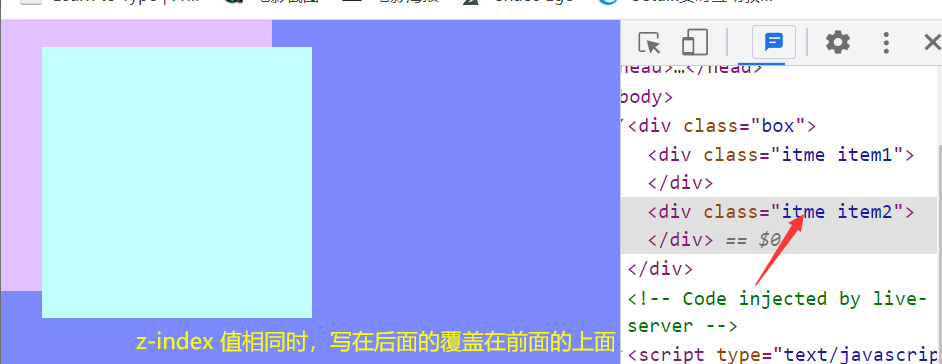 head>…</head>
body>
<div class="box">
<div class="itme item1">
</div>
<div class="itme item2">
</div> == $0
</div>
<!-- Code injected by live-
server -->
<script type="text/javascrip
z-index 值相同时，写在后面的覆盖在前面的上面